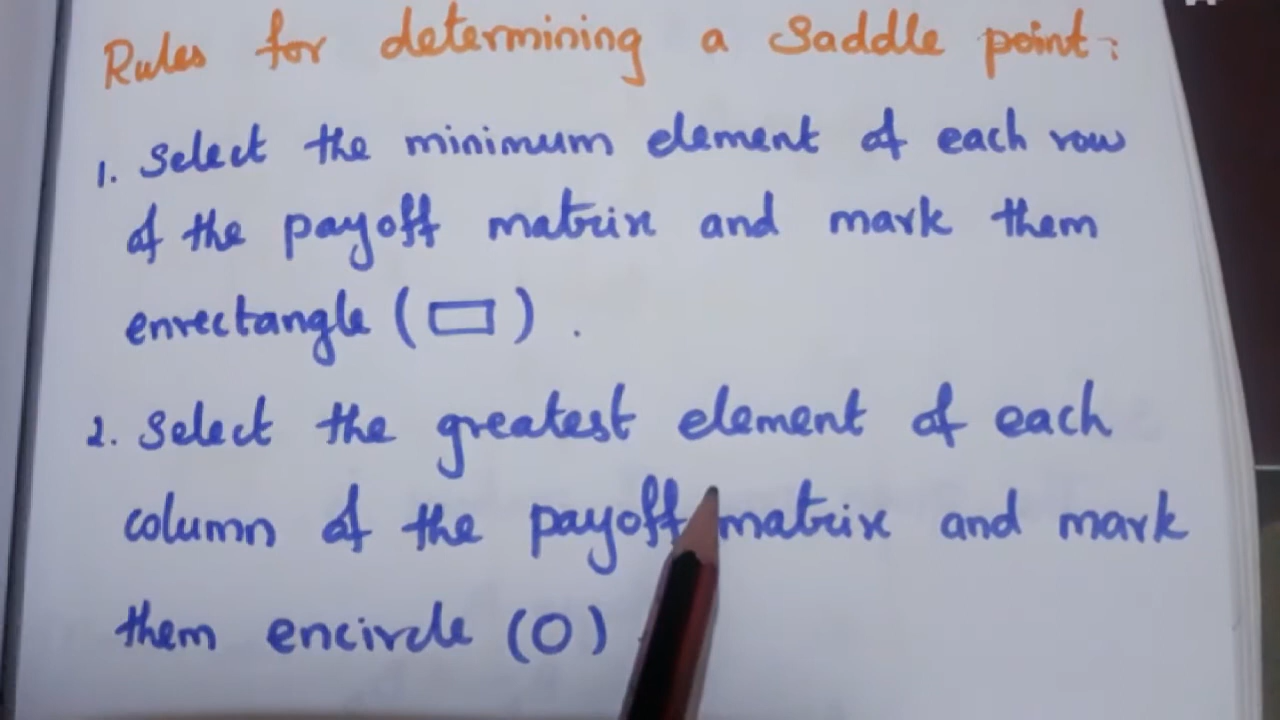 Rules for determining a Saddle point:
1. Select the minimum element of each row
of the payoff matrix and mark them
enrectangle (▭).
2. Select the greatest element of each
column of the payoff matrix and mark
them encircle (O)